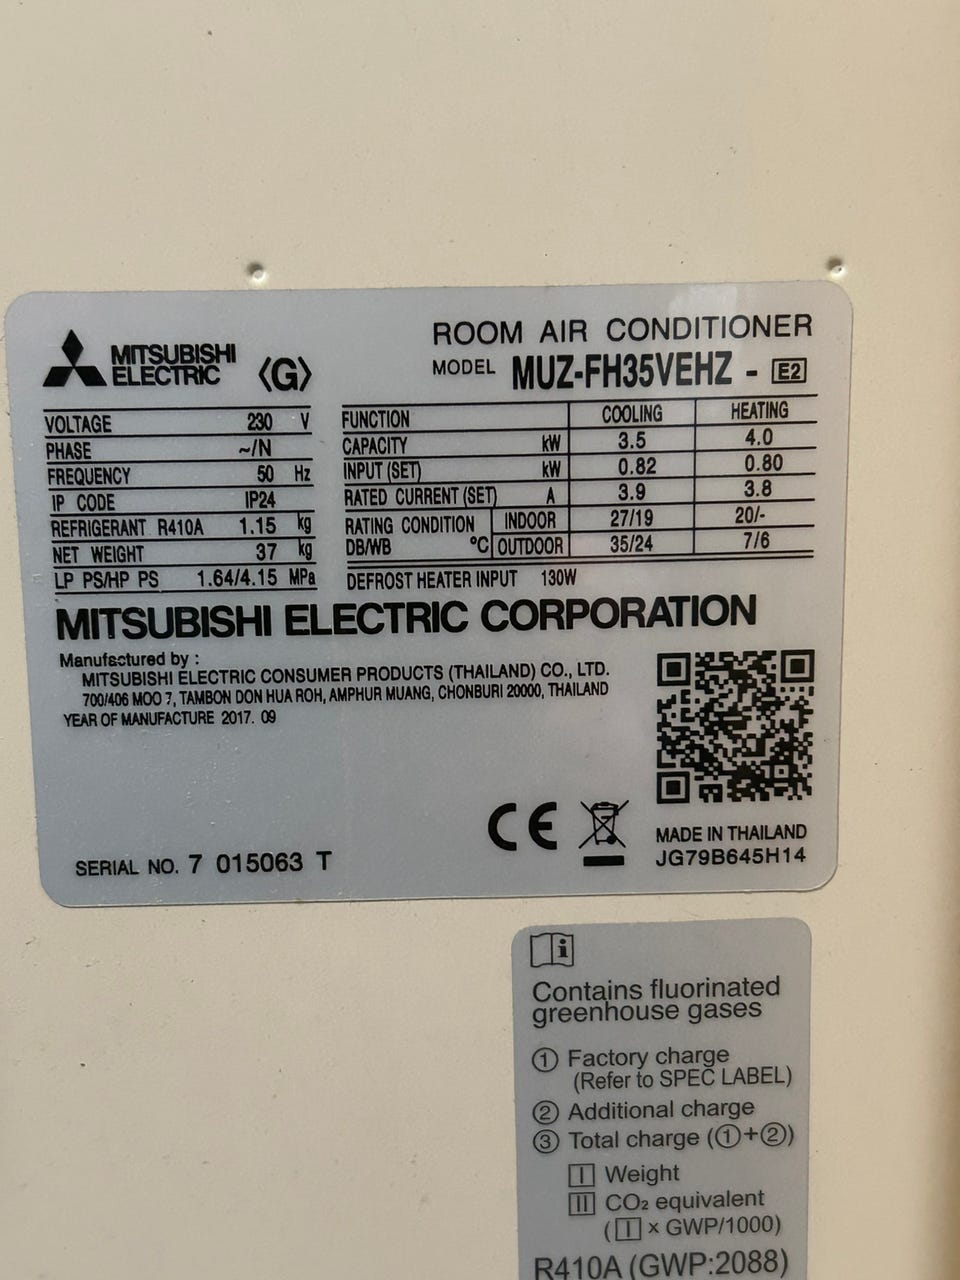 MITSUBISHI
ELECTRIC
〈G〉
ROOM AIR CONDITIONER
MODEL MUZ-FH35VEHZ - E2
VOLTAGE 230 V
PHASE ~/N
FREQUENCY 50 Hz
IP CODE IP24
REFRIGERANT R410A 1.15 kg
NET WEIGHT 37 kg
LP PS/HP PS 1.64/4.15 MPa
FUNCTION COOLING HEATING
CAPACITY kW 3.5 4.0
INPUT (SET) kW 0.82 0.80
RATED CURRENT (SET) A 3.9 3.8
RATING CONDITION INDOOR 27/19 20/-
DB/WB °C OUTDOOR 35/24 7/6
DEFROST HEATER INPUT 130W
MITSUBISHI ELECTRIC CORPORATION
Manufactured by :
MITSUBISHI ELECTRIC CONSUMER PRODUCTS (THAILAND) CO., LTD.
700/406 MOO 7, TAMBON DON HUA ROH, AMPHUR MUANG, CHONBURI 20000, THAILAND
YEAR OF MANUFACTURE 2017. 09
CE
MADE IN THAILAND
JG79B645H14
SERIAL NO. 7 015063 T
i
Contains fluorinated
greenhouse gases
① Factory charge
(Refer to SPEC LABEL)
② Additional charge
③ Total charge (①+②)
I Weight
II CO₂ equivalent
( I × GWP/1000)
R410A (GWP:2088)